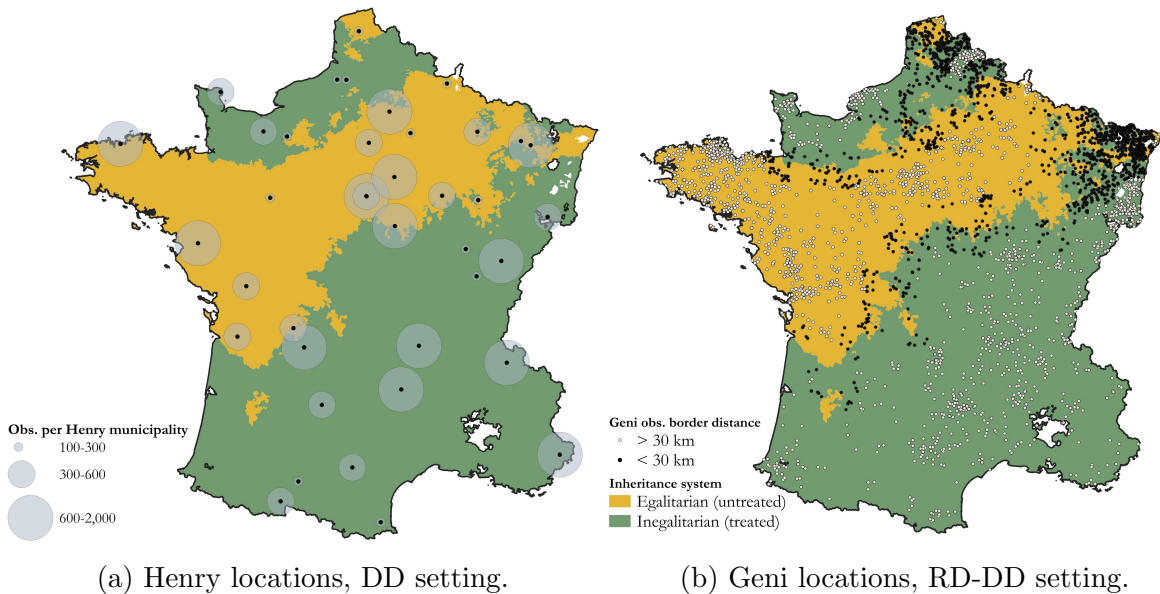 Obs. per Henry municipality
100-300
300-600
600-2,000
Geni obs. border distance
> 30 km
< 30 km
Inheritance system
Egalitarian (untreated)
Inegalitarian (treated)
(a) Henry locations, DD setting.
(b) Geni locations, RD-DD setting.